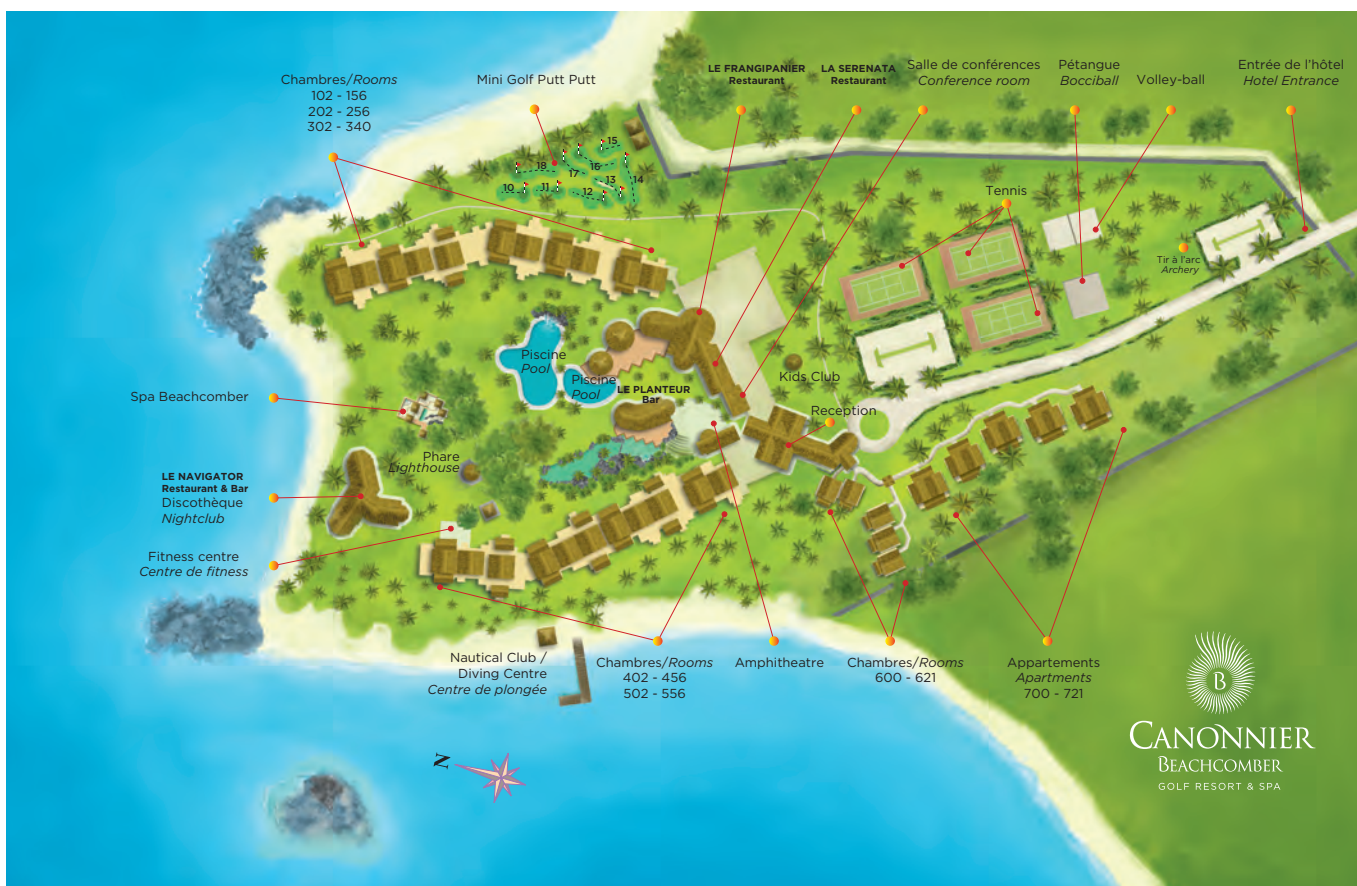 Chambres/Rooms
102 - 156
202 - 256
302 - 340
Mini Golf Putt Putt
LE FRANGIPANIER
Restaurant
LA SERENATA
Restaurant
Salle de conférences
Conference room
Pétangue
Bocciball
Volley-ball
Entrée de l'hôtel
Hotel Entrance
15
18
16
17
13
14
10
11
12
Tennis
Tir à l'arc
Archery
Piscine
Pool
Piscine
Pool
LE PLANTEUR
Bar
Kids Club
Reception
Spa Beachcomber
Phare
Lighthouse
LE NAVIGATOR
Restaurant & Bar
Discothèque
Nightclub
Fitness centre
Centre de fitness
Nautical Club /
Diving Centre
Centre de plongée
Chambres/Rooms
402 - 456
502 - 556
Amphitheatre
Chambres/Rooms
600 - 621
Appartements
Apartments
700 - 721
N
B
CANONNIER
BEACHCOMBER
GOLF RESORT & SPA